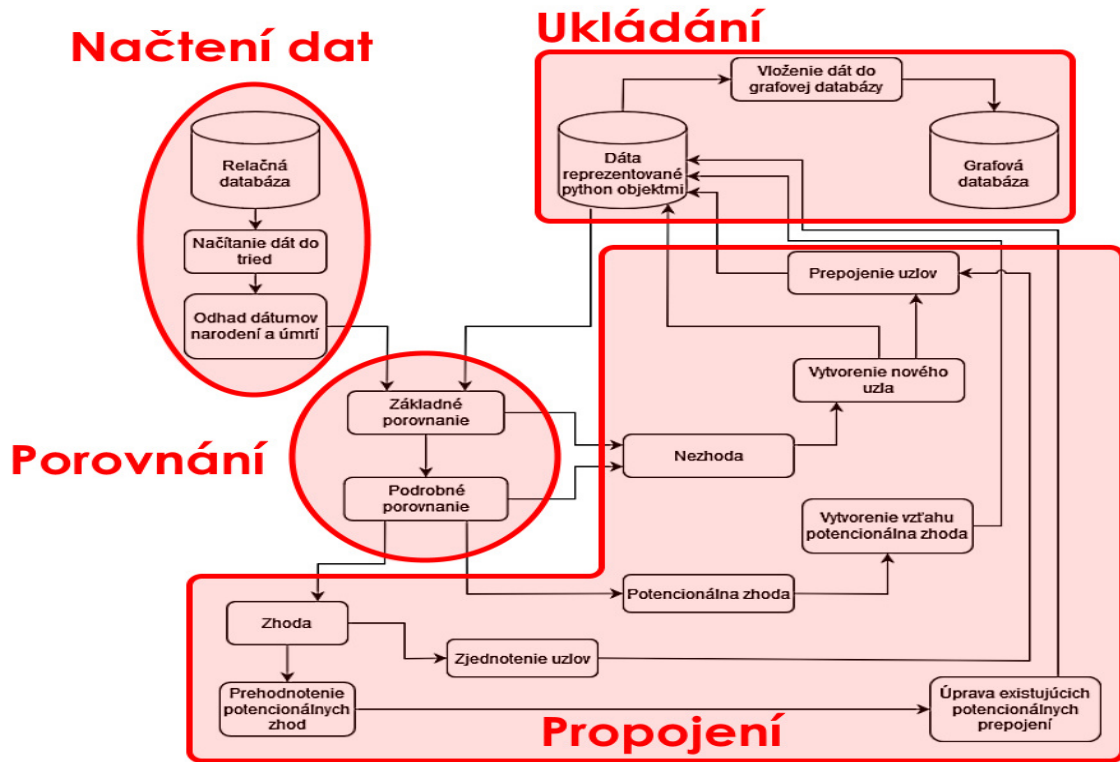 Načtení dat
Ukládání
Vloženie dát do
grafovej databázy
Relačná
databáza
Dáta
reprezentované
python objektmi
Grafová
databáza
Načítanie dát do
tried
Odhad dátumov
narodení a úmrtí
Prepojenie uzlov
Vytvorenie nového
uzla
Základné
porovnanie
Porovnání
Nezhoda
Podrobné
porovnanie
Vytvorenie vzťahu
potencionálna zhoda
Potencionálna zhoda
Zhoda
Zjednotenie uzlov
Prehodnotenie
potencionálnych
zhod
Úprava existujúcich
potencionálnych
prepojení
Propojení